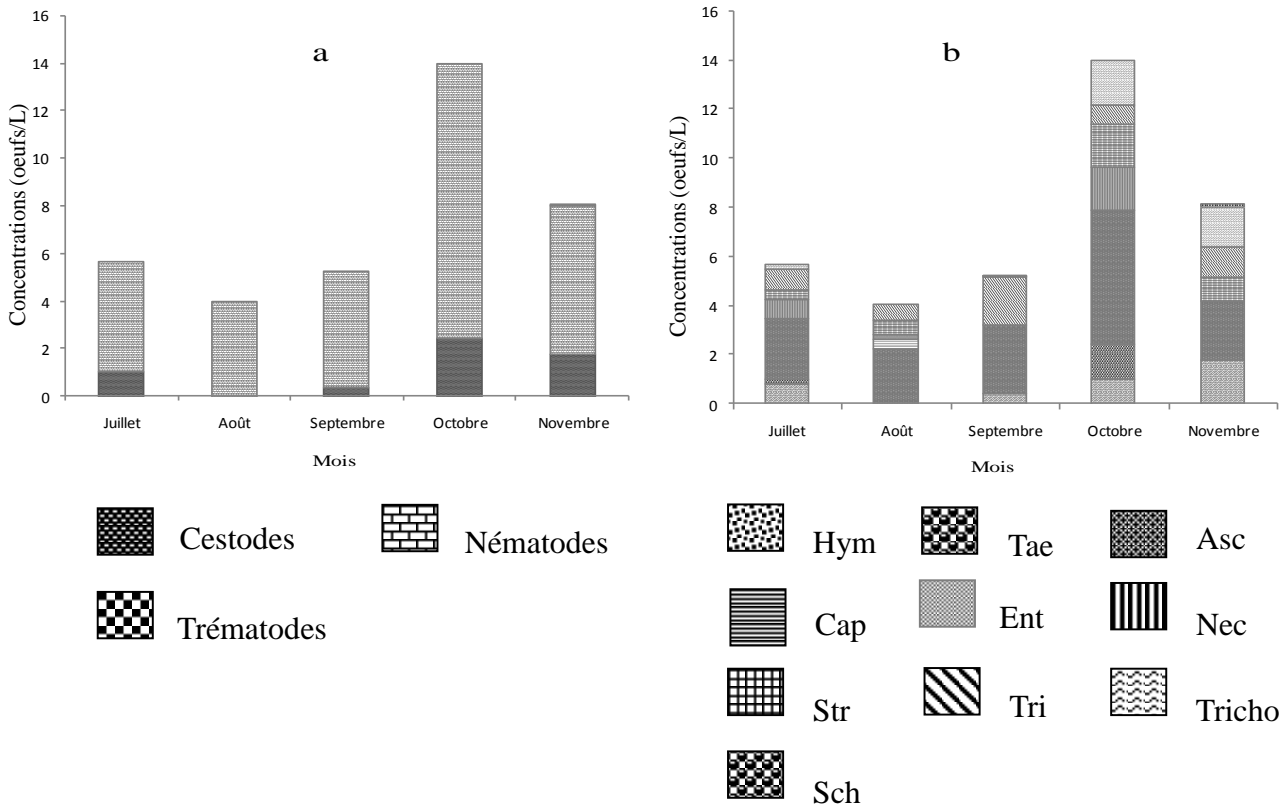 a
Concentrations (oeufs/L)
16
14
12
10
8
6
4
2
0
Juillet Août Septembre Octobre Novembre
Mois
Cestodes Nématodes
Trématodes
b
Concentrations (oeufs/L)
16
14
12
10
8
6
4
2
0
Juillet Août Septembre Octobre Novembre
Mois
Hym Tae Asc
Cap Ent Nec
Str Tri Tricho
Sch